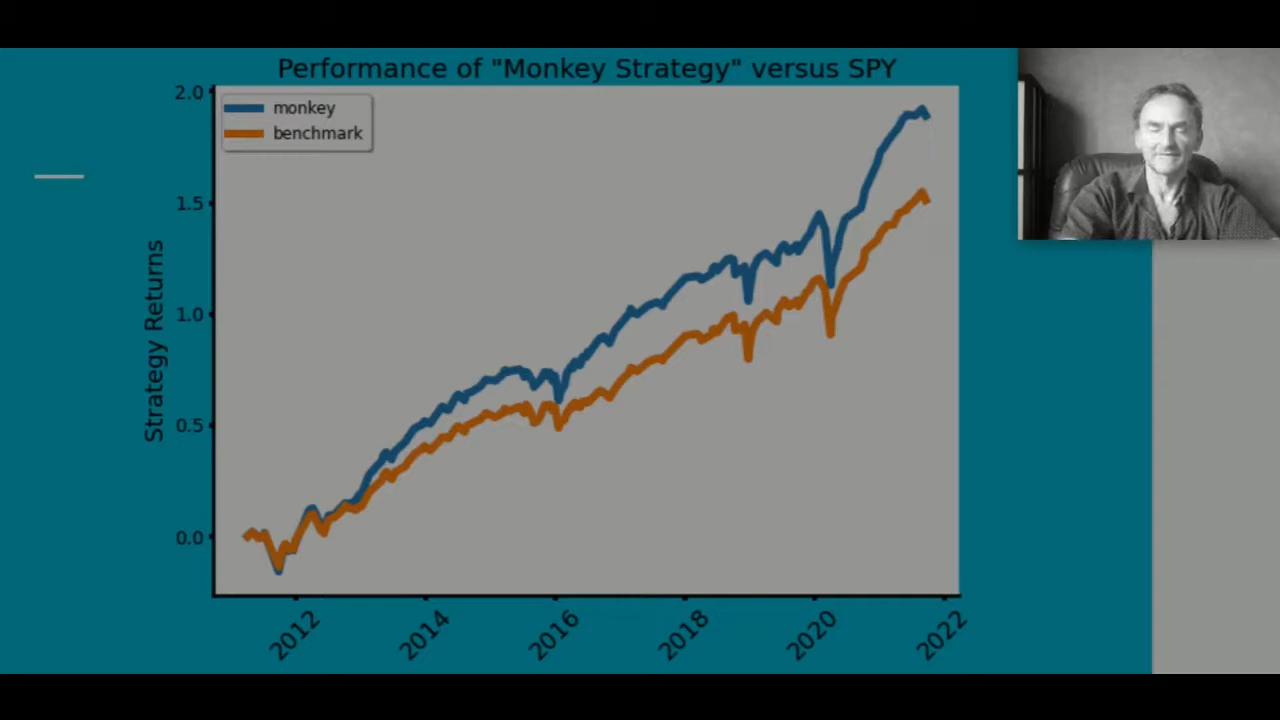 Performance of "Monkey Strategy" versus SPY
monkey
benchmark
Strategy Returns
2.0
1.5
1.0
0.5
0.0
2012
2014
2016
2018
2020
2022